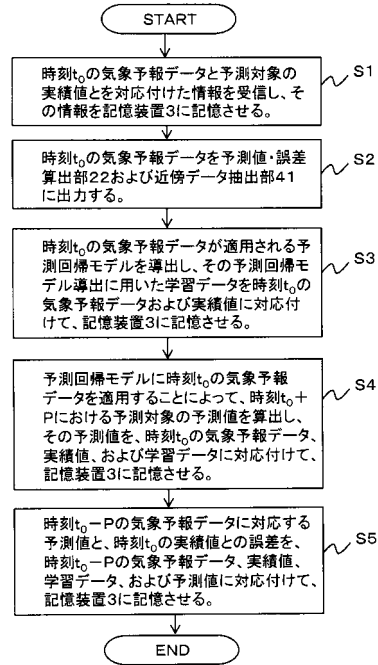 START
時刻t₀の気象予報データと予測対象の
実績値とを対応付けた情報を受信し、そ
の情報を記憶装置3に記憶させる。
S1
時刻t₀の気象予報データを予測値・誤差
算出部22および近傍データ抽出部41
に出力する。
S2
時刻t₀の気象予報データが適用される予
測回帰モデルを導出し、その予測回帰モ
デル導出に用いた学習データを時刻t₀の
気象予報データおよび実績値に対応付
けて、記憶装置3に記憶させる。
S3
予測回帰モデルに時刻t₀の気象予報
データを適用することによって、時刻t₀+
Pにおける予測対象の予測値を算出し、
その予測値を、時刻t₀の気象予報データ、
実績値、および学習データに対応付けて、
記憶装置3に記憶させる。
S4
時刻t₀-Pの気象予報データに対応する
予測値と、時刻t₀の実績値との誤差を、
時刻t₀-Pの気象予報データ、実績値、
学習データ、および予測値に対応付けて、
記憶装置3に記憶させる。
S5
END